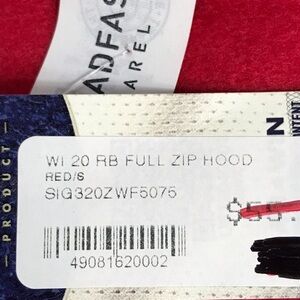 ADFAS
AREL
PRODUCT
N
WI 20 RB FULL ZIP HOOD
RED/S
SIG320ZWF5075
49081620002